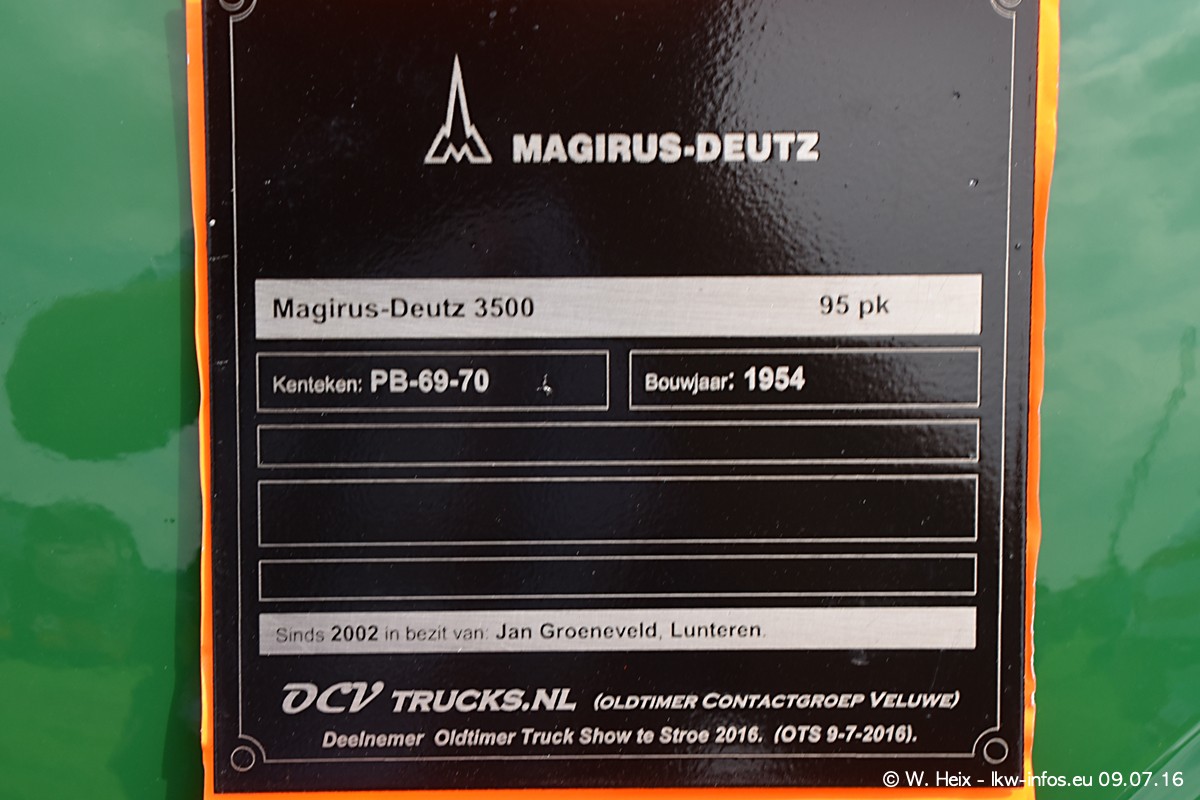 MAGIRUS-DEUTZ
Magirus-Deutz 3500 95 pk
Kenteken: PB-69-70 Bouwjaar: 1954
Sinds 2002 in bezit van: Jan Groeneveld, Lunteren.
OCV TRUCKS.NL (OLDTIMER CONTACTGROEP VELUWE)
Deelnemer Oldtimer Truck Show te Stroe 2016. (OTS 9-7-2016).
© W. Heix - lkw-infos.eu 09.07.16